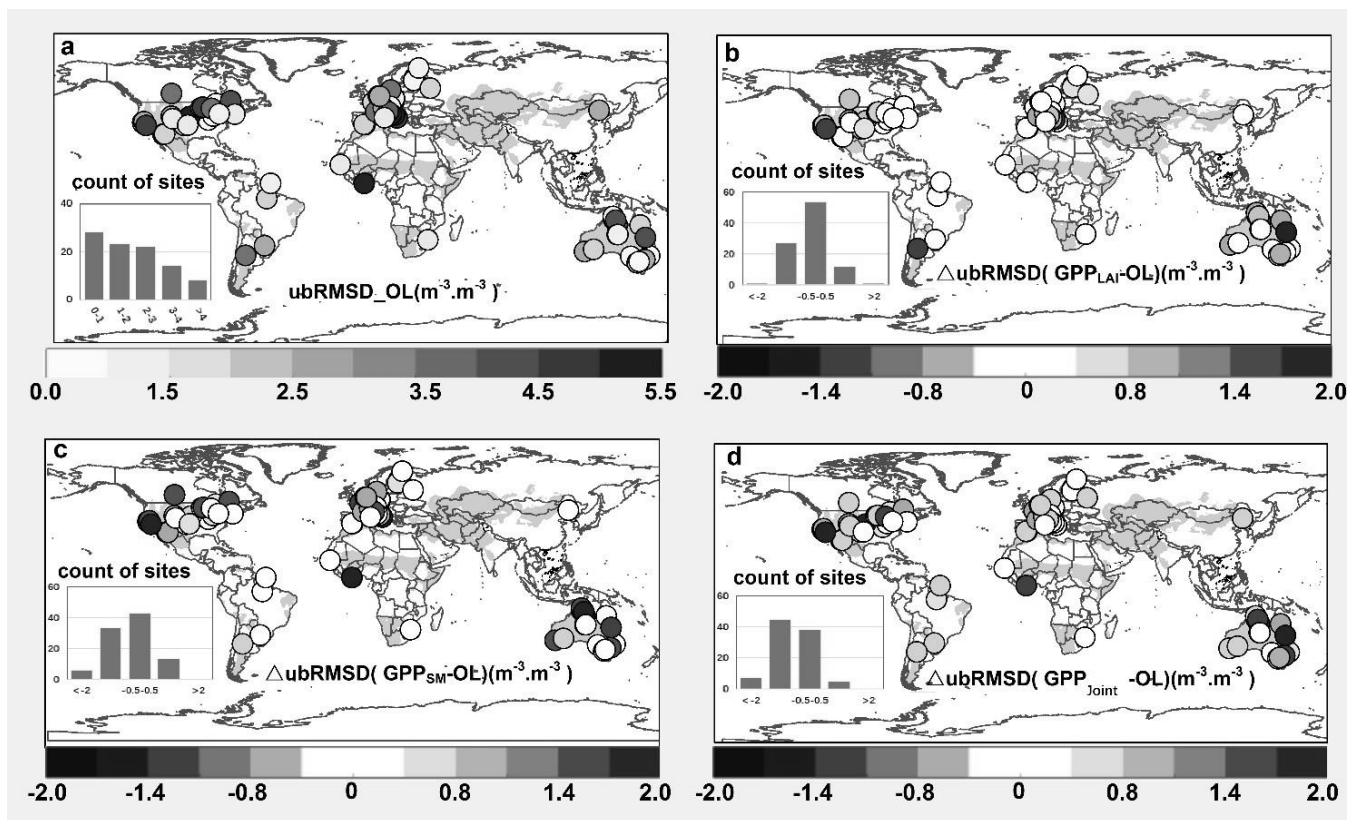 a
count of sites
40
20
0
0-1
1-2
2-3
3-4
>4
ubRMSD_OL(m⁻³.m⁻³ )
0.0 1.5 2.5 3.5 4.5 5.5
b
count of sites
60
40
20
0
<-2 -0.5-0.5 >2
△ubRMSD( GPP_LAI-OL)(m⁻³.m⁻³ )
-2.0 -1.4 -0.8 0 0.8 1.4 2.0
c
count of sites
60
40
20
0
<-2 -0.5-0.5 >2
△ubRMSD( GPP_SM-OL)(m⁻³.m⁻³ )
-2.0 -1.4 -0.8 0 0.8 1.4 2.0
d
count of sites
60
40
20
0
<-2 -0.5-0.5 >2
△ubRMSD( GPP_Joint -OL)(m⁻³.m⁻³ )
-2.0 -1.4 -0.8 0 0.8 1.4 2.0